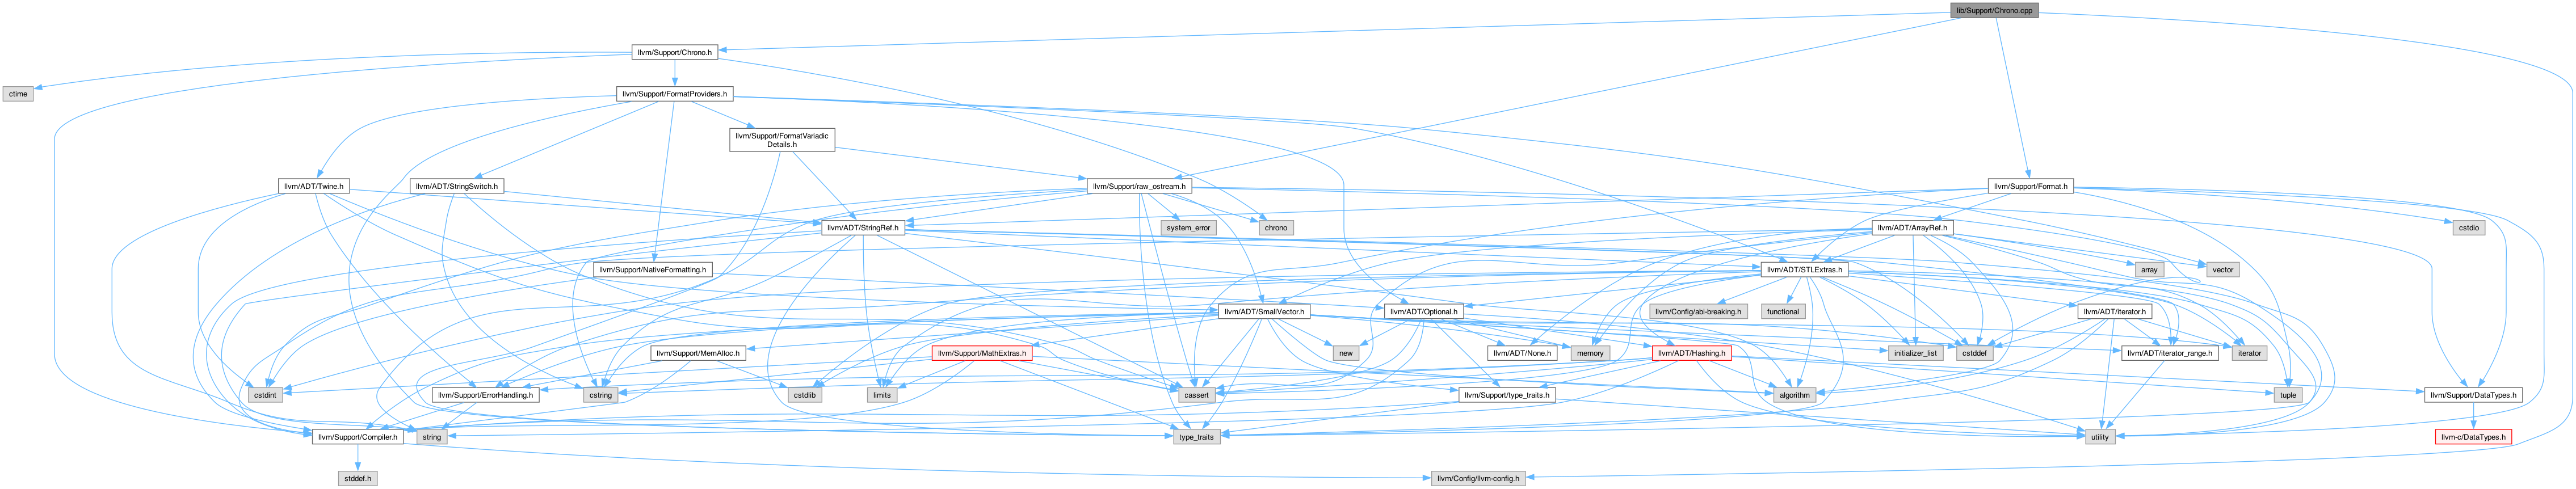 lib/Support/Chrono.cpp
llvm/Support/Chrono.h
ctime
llvm/Support/FormatProviders.h
llvm/Support/FormatVariadic
Details.h
llvm/ADT/Twine.h
llvm/ADT/StringSwitch.h
llvm/Support/raw_ostream.h
llvm/Support/Format.h
llvm/ADT/StringRef.h
system_error
chrono
llvm/ADT/ArrayRef.h
cstdio
llvm/Support/NativeFormatting.h
llvm/ADT/STLExtras.h
array
vector
llvm/ADT/SmallVector.h
llvm/ADT/Optional.h
llvm/Config/abi-breaking.h
functional
llvm/ADT/iterator.h
llvm/Support/MemAlloc.h
llvm/Support/MathExtras.h
new
llvm/ADT/None.h
memory
llvm/ADT/Hashing.h
initializer_list
cstddef
llvm/ADT/iterator_range.h
iterator
cstdint
llvm/Support/ErrorHandling.h
cstring
cstdlib
limits
cassert
llvm/Support/type_traits.h
algorithm
tuple
llvm/Support/DataTypes.h
llvm/Support/Compiler.h
string
type_traits
utility
llvm-c/DataTypes.h
stddef.h
llvm/Config/llvm-config.h